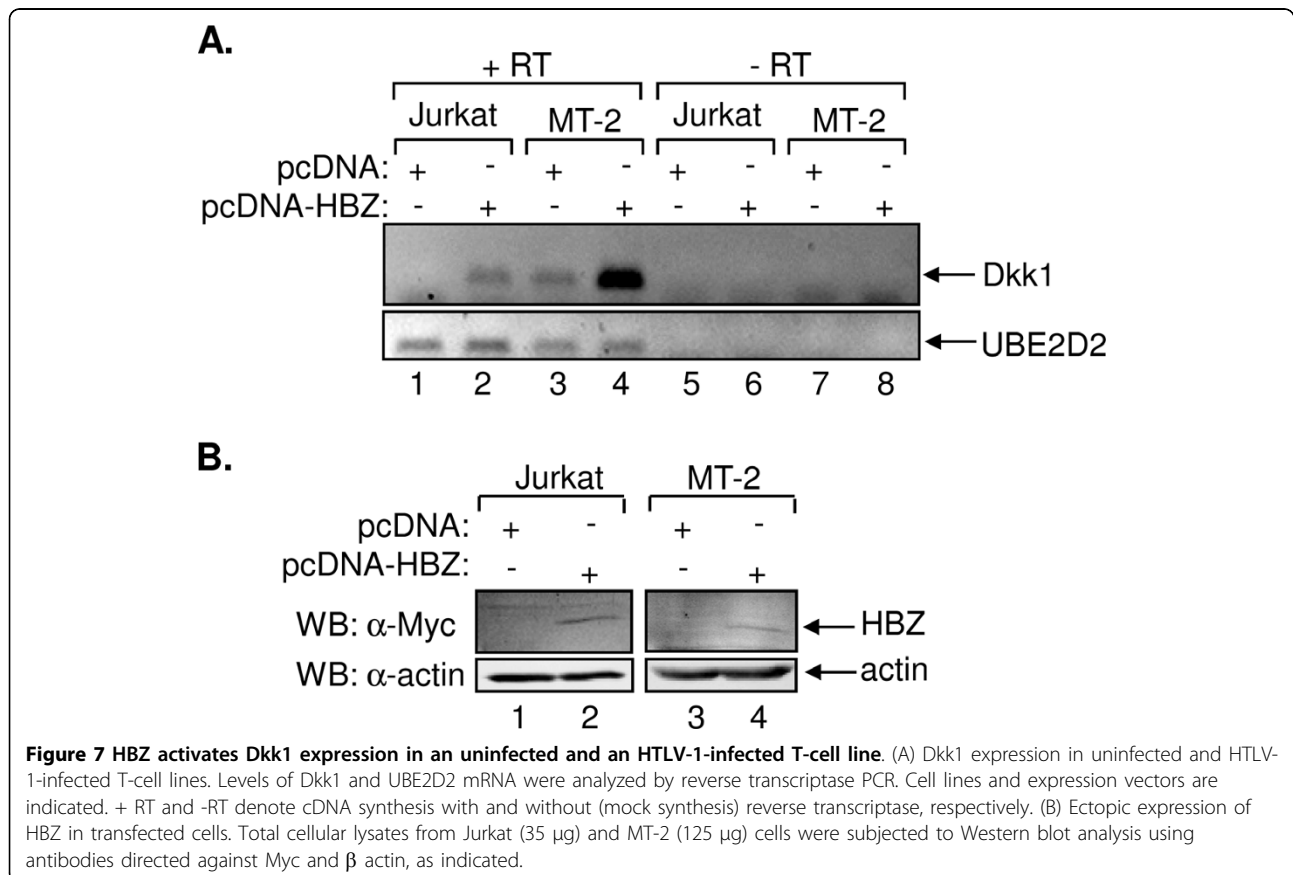 A.
+ RT - RT
Jurkat MT-2 Jurkat MT-2
pcDNA: + - + - + - + -
pcDNA-HBZ: - + - + - + - +
Dkk1
UBE2D2
1 2 3 4 5 6 7 8
B.
Jurkat MT-2
pcDNA: + - + -
pcDNA-HBZ: - + - +
WB: α-Myc HBZ
WB: α-actin actin
1 2 3 4
Figure 7 HBZ activates Dkk1 expression in an uninfected and an HTLV-1-infected T-cell line. (A) Dkk1 expression in uninfected and HTLV-
1-infected T-cell lines. Levels of Dkk1 and UBE2D2 mRNA were analyzed by reverse transcriptase PCR. Cell lines and expression vectors are
indicated. + RT and -RT denote cDNA synthesis with and without (mock synthesis) reverse transcriptase, respectively. (B) Ectopic expression of
HBZ in transfected cells. Total cellular lysates from Jurkat (35 μg) and MT-2 (125 μg) cells were subjected to Western blot analysis using
antibodies directed against Myc and β actin, as indicated.